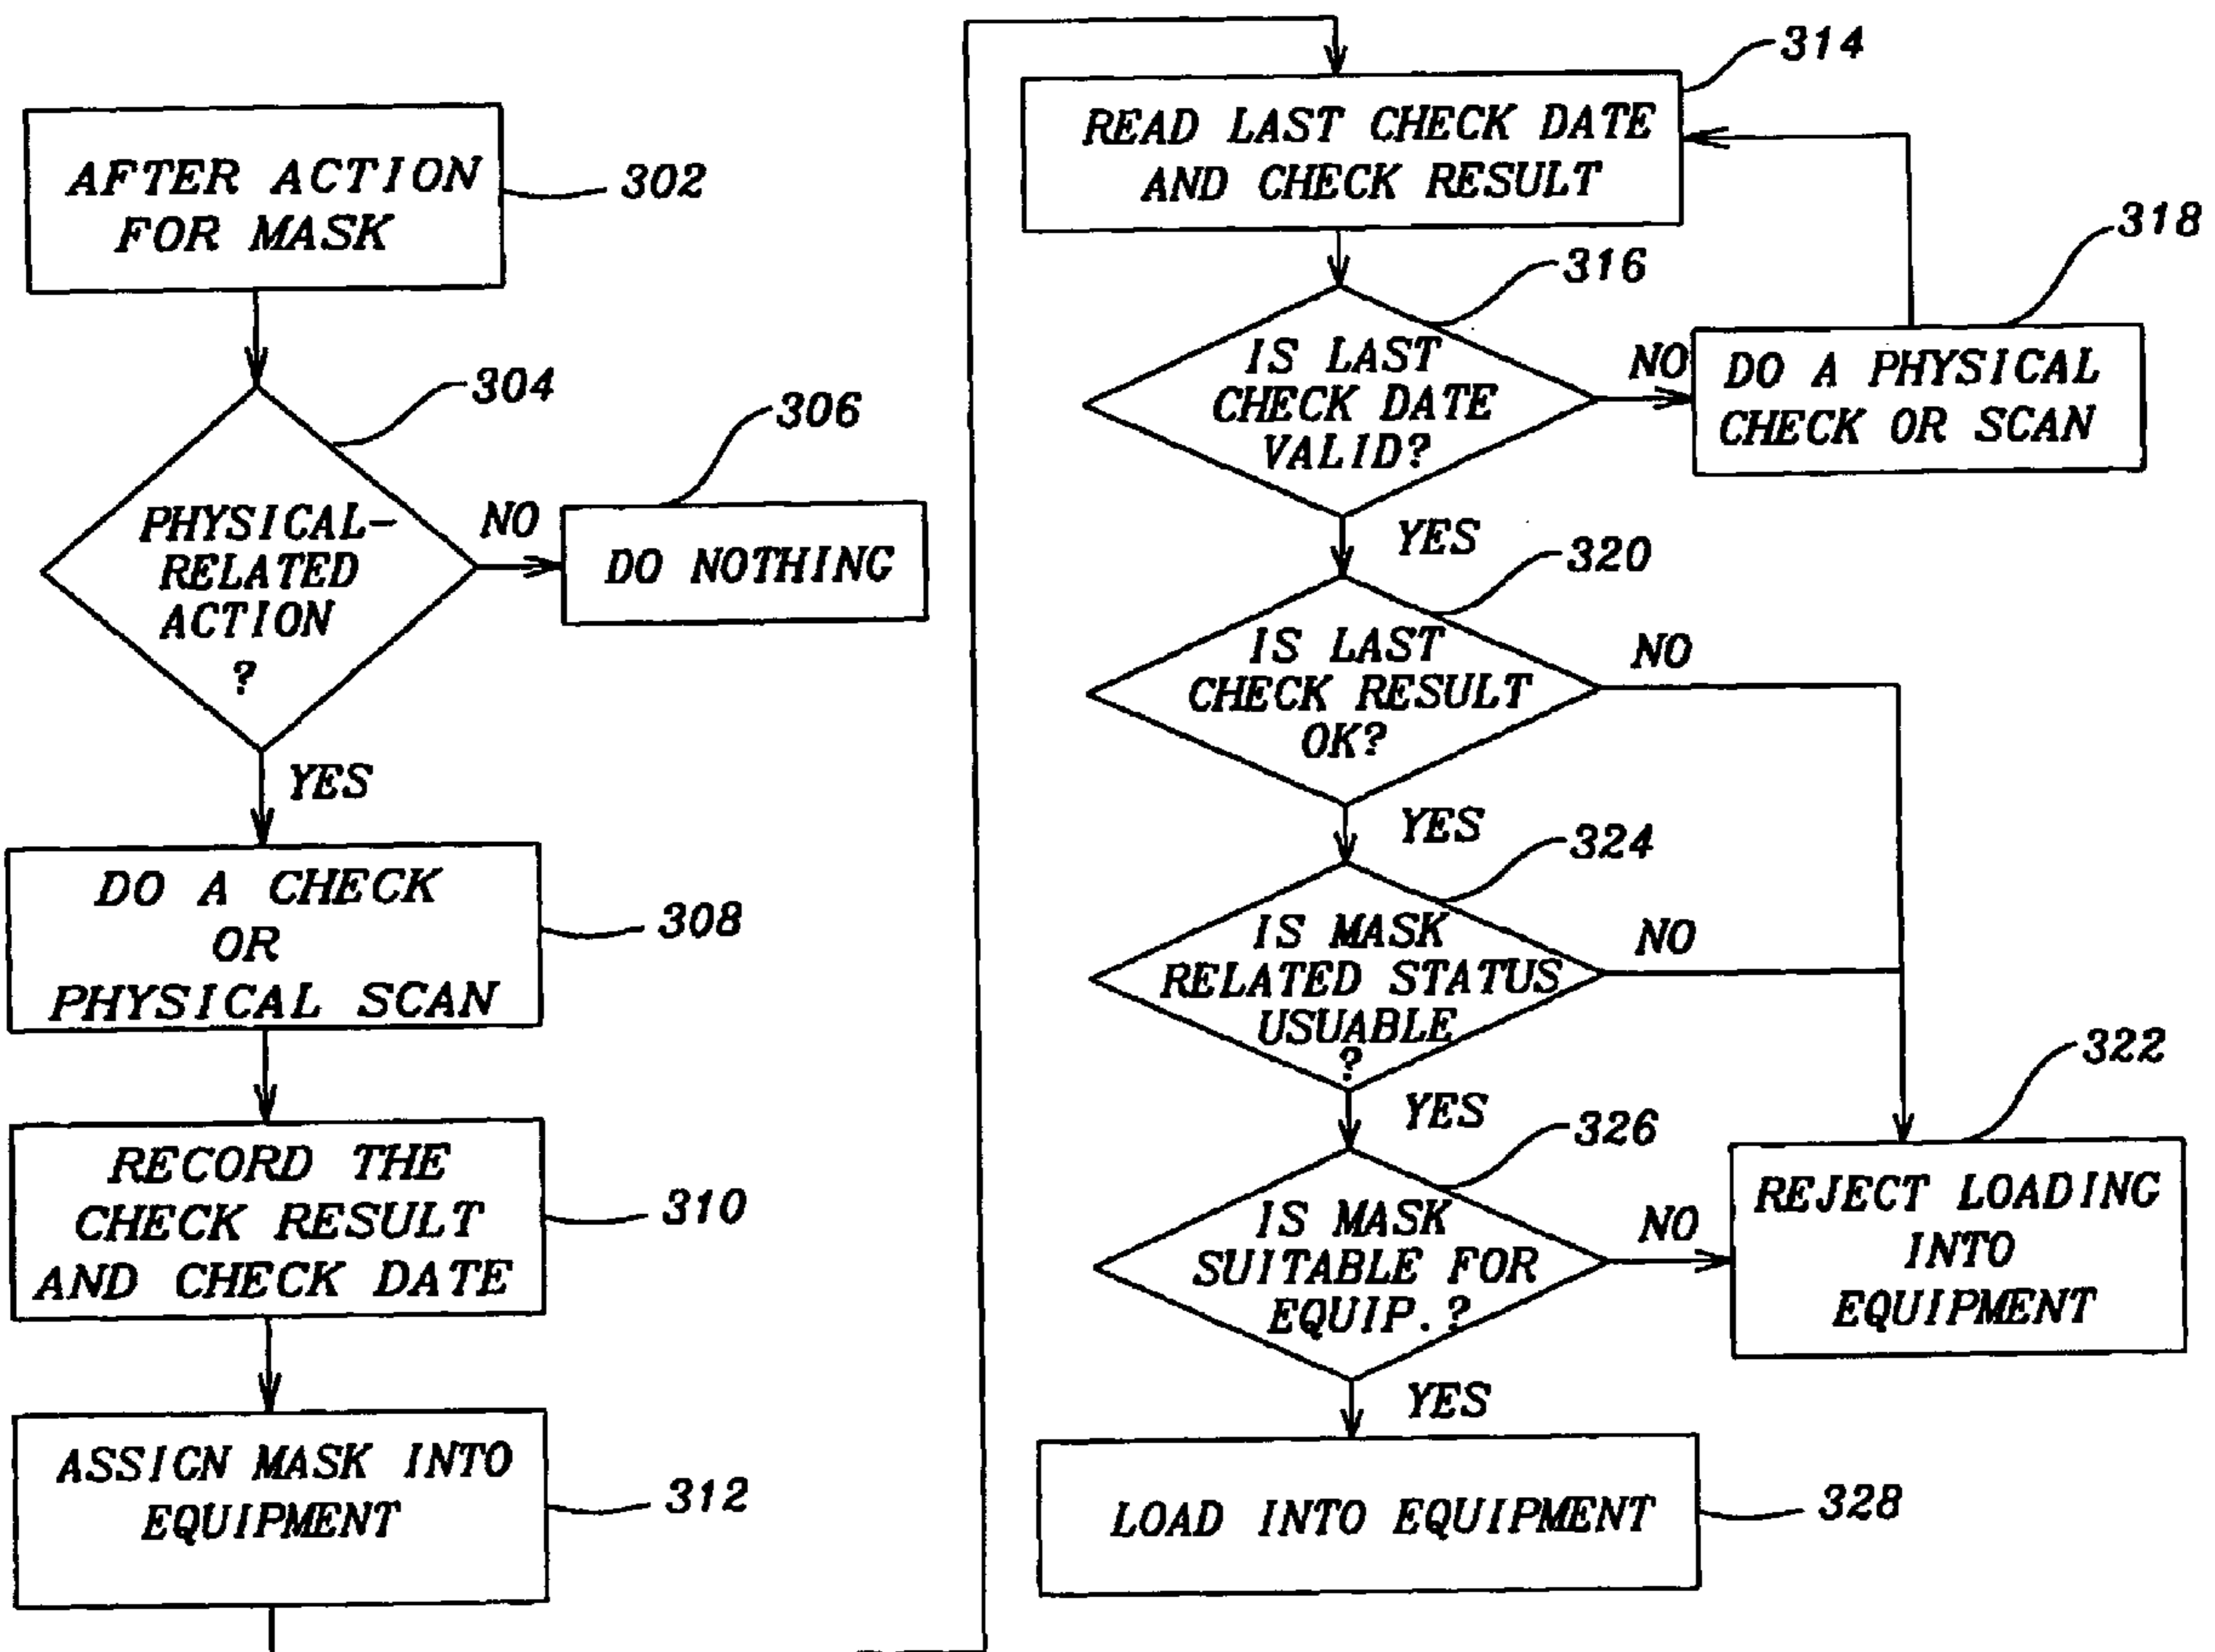 AFTER ACTION
FOR MASK
302
304
PHYSICAL-
RELATED
ACTION
?
NO
306
DO NOTHING
YES
DO A CHECK
OR
PHYSICAL SCAN
308
RECORD THE
CHECK RESULT
AND CHECK DATE
310
ASSIGN MASK INTO
EQUIPMENT
312
314
READ LAST CHECK DATE
AND CHECK RESULT
316
IS LAST
CHECK DATE
VALID?
NO
318
DO A PHYSICAL
CHECK OR SCAN
YES
320
IS LAST
CHECK RESULT
OK?
NO
YES
324
IS MASK
RELATED STATUS
USUABLE
?
NO
322
REJECT LOADING
INTO
EQUIPMENT
YES
326
IS MASK
SUITABLE FOR
EQUIP.?
NO
YES
LOAD INTO EQUIPMENT
328